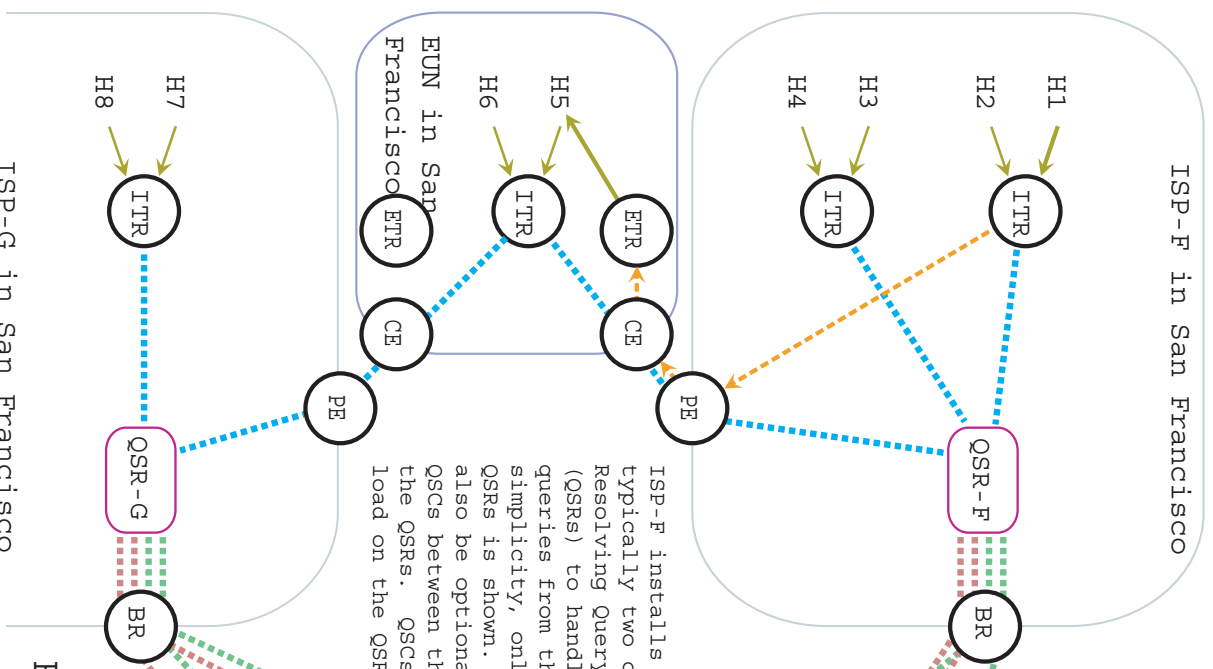 ISP-F in San Francisco
H1
ITR
H2
QSR-F
BR
H3
ITR
H4
PE
ETR
CE
H5
ITR
H6
EUN in San
Francisco
ETR
CE
PE
ISP-F installs
typically two
Resolving Query
(QSRs) to handl
queries from th
simplicity, onl
QSRs is shown.
also be optiona
QSCs between th
the QSRs. QSCs
load on the QSR
H7
ITR
H8
QSR-G
BR
ISP-G in San Francisco